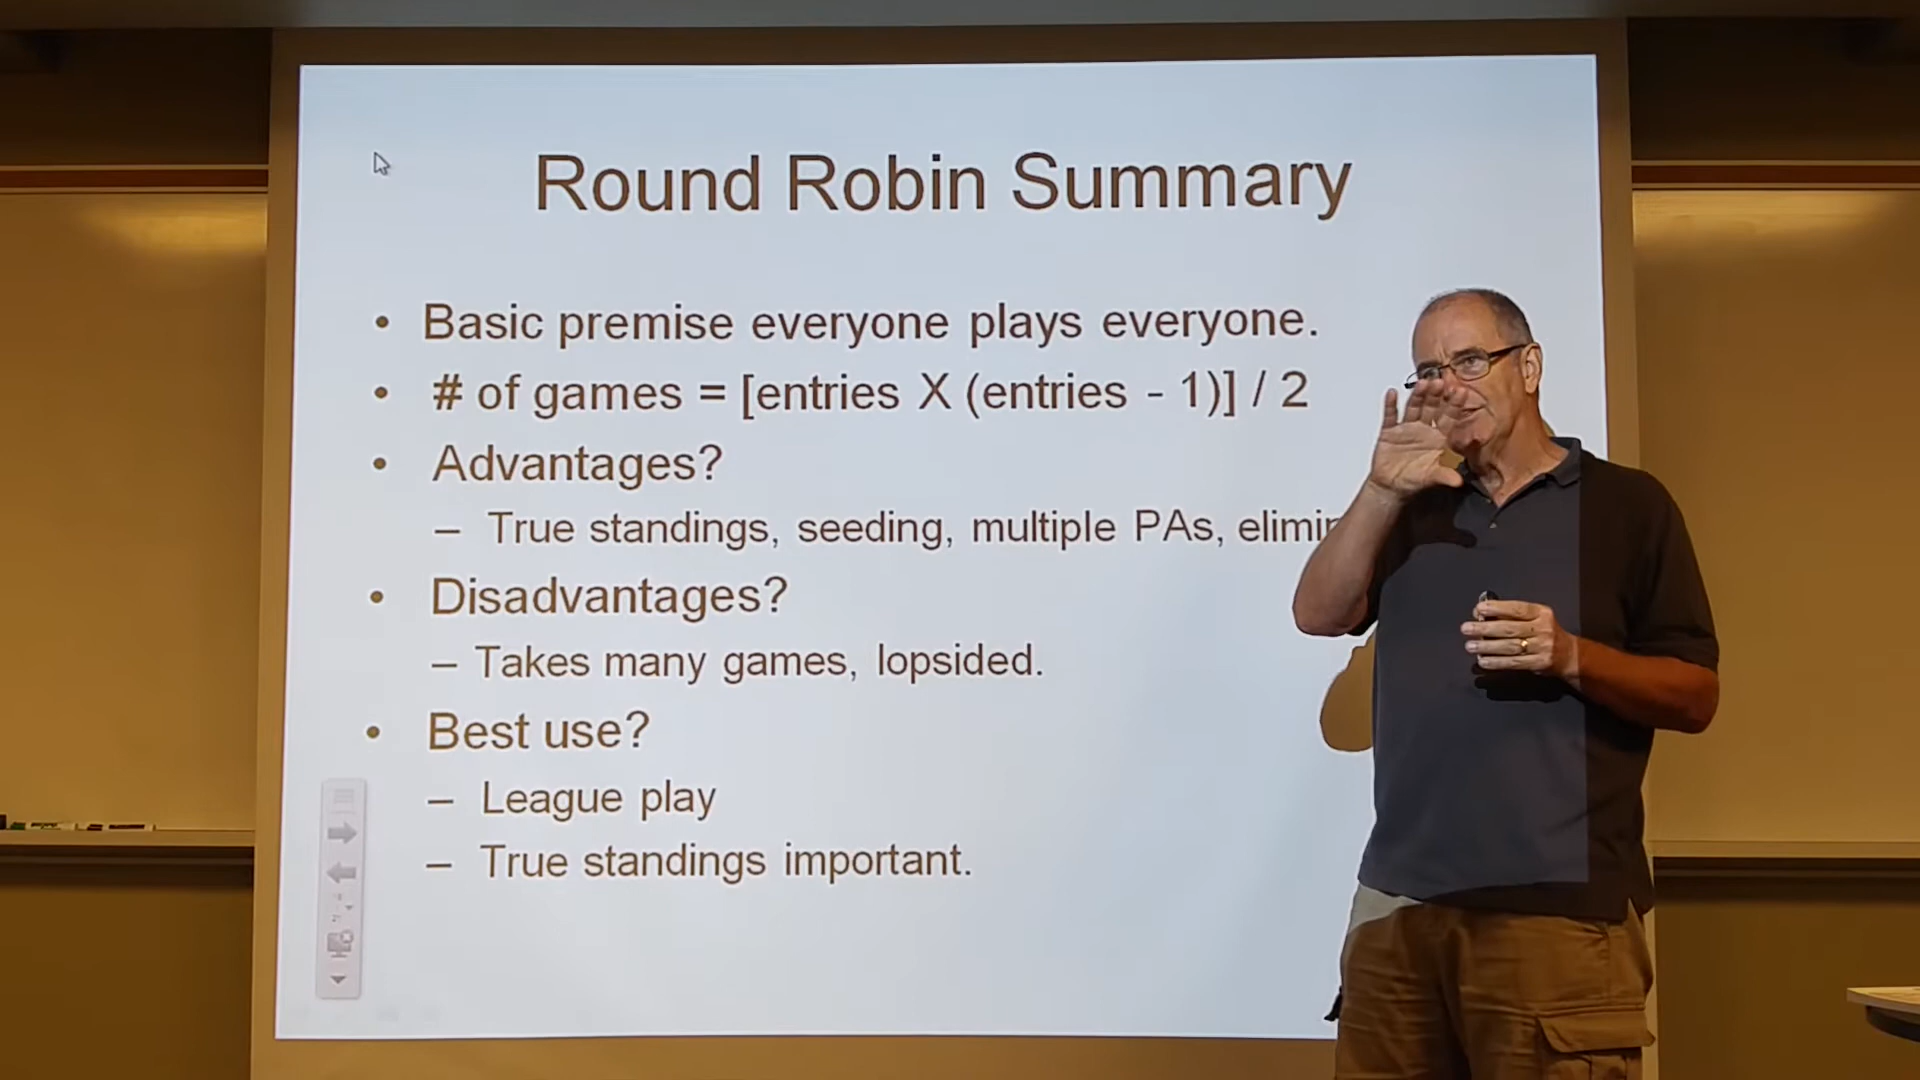 Round Robin Summary
• Basic premise everyone plays everyone.
• # of games = [entries X (entries - 1)] / 2
• Advantages?
– True standings, seeding, multiple PAs,
• Disadvantages?
– Takes many games, lopsided.
• Best use?
– League play
– True standings important.